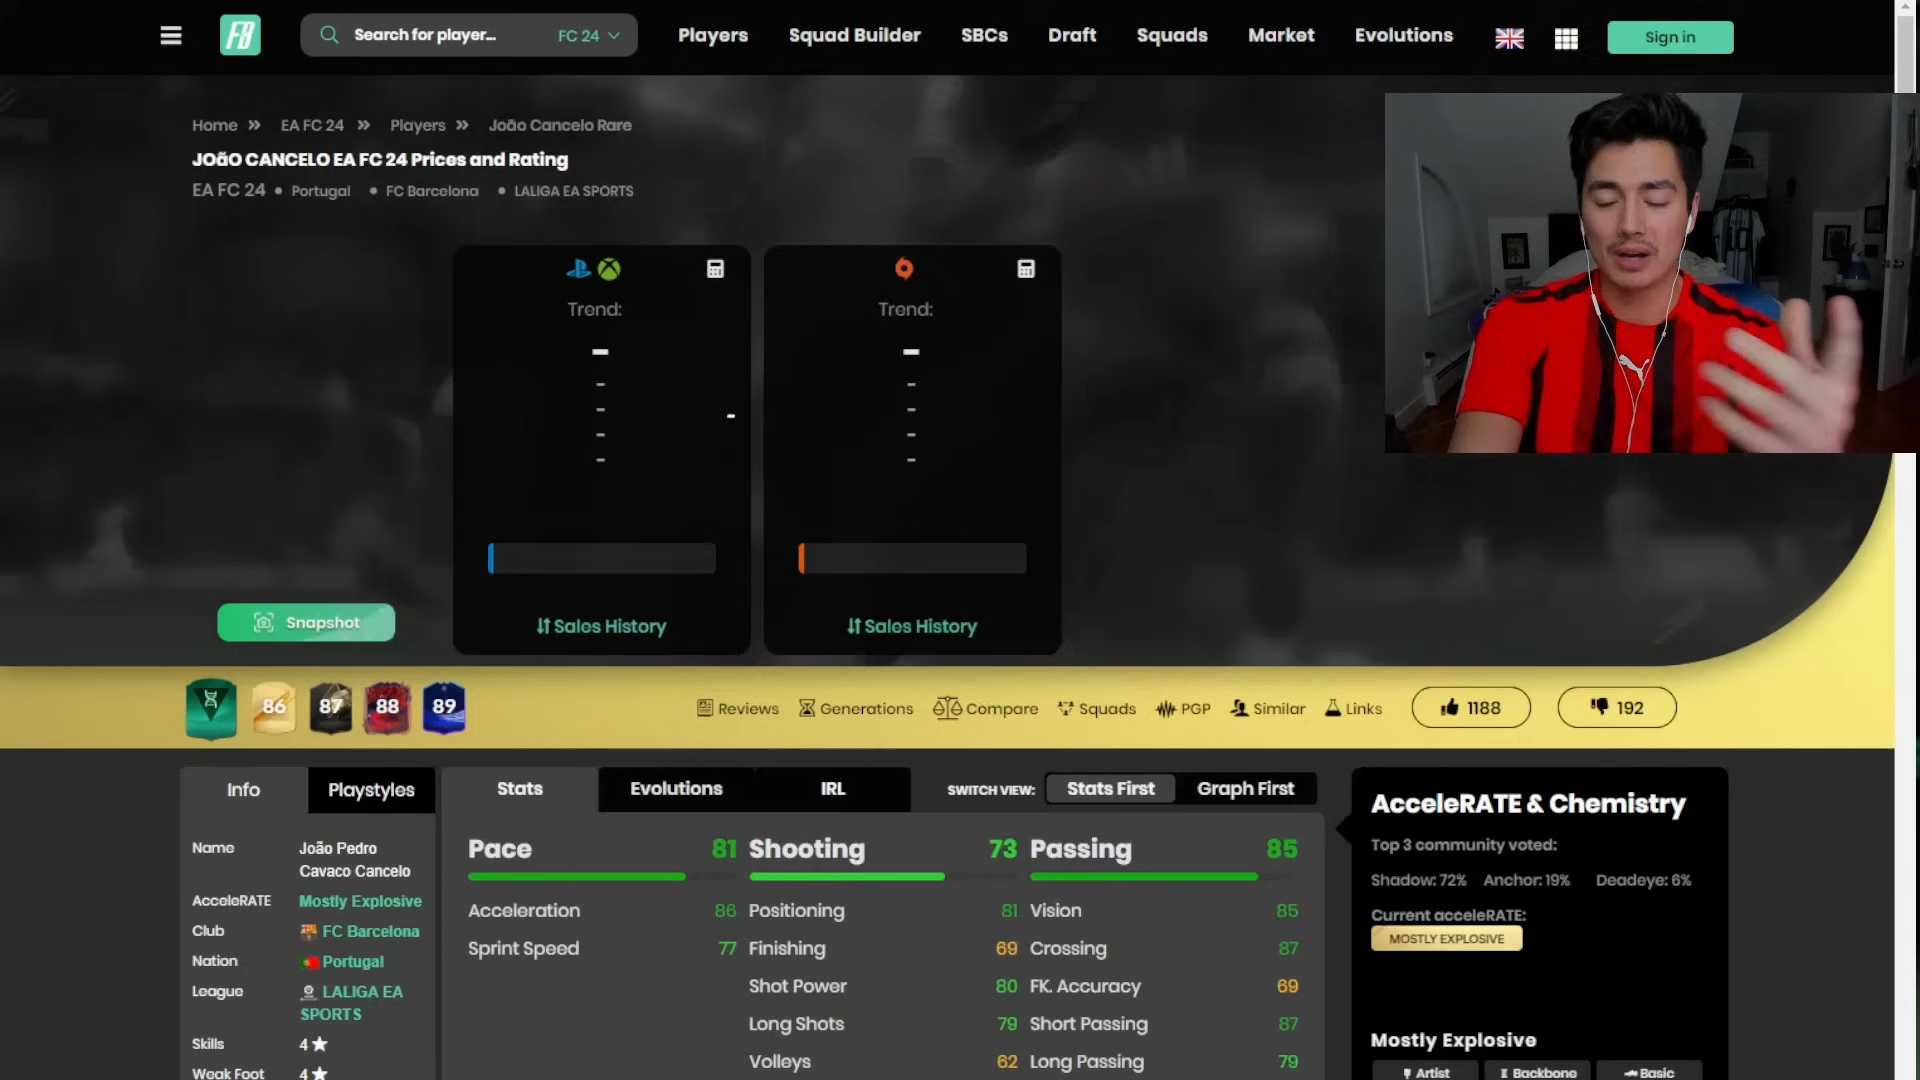 Search for player...
FC 24
Players
Squad Builder
SBCs
Draft
Squads
Market
Evolutions
Sign in
Home » EA FC 24 » Players » João Cancelo Rare
JOãO CANCELO EA FC 24 Prices and Rating
EA FC 24 • Portugal • FC Barcelona • LALIGA EA SPORTS
Trend:
-
-
-
-
-
-
Sales History
Trend:
-
-
-
-
-
Sales History
Snapshot
86
87
88
89
Reviews
Generations
Compare
Squads
PGP
Similar
Links
1188
192
Info
Playstyles
Name João Pedro
Cavaco Cancelo
AcceleRATE Mostly Explosive
Club FC Barcelona
Nation Portugal
League LALIGA EA
SPORTS
Skills 4★
Weak Foot 4★
Stats
Evolutions
IRL
SWITCH VIEW:
Stats First
Graph First
Pace 81
Acceleration 86
Sprint Speed 77
Shooting 73
Positioning 81
Finishing 69
Shot Power 80
Long Shots 79
Volleys 62
Passing 85
Vision 85
Crossing 87
FK. Accuracy 69
Short Passing 87
Long Passing 79
AcceleRATE & Chemistry
Top 3 community voted:
Shadow: 72% Anchor: 19% Deadeye: 6%
Current acceleRATE:
MOSTLY EXPLOSIVE
Mostly Explosive
Artist
Backbone
Basic